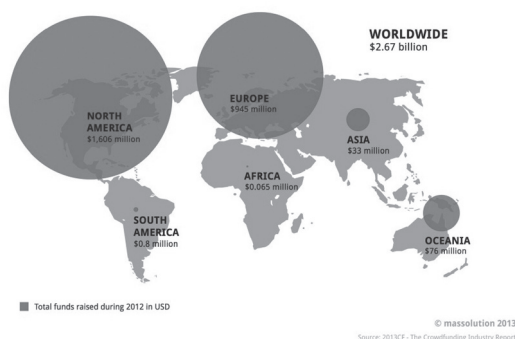 WORLDWIDE
$2.67 billion
NORTH
AMERICA
$1,606 million
EUROPE
$945 million
ASIA
$33 million
AFRICA
$0.065 million
SOUTH
AMERICA
$0.8 million
OCEANIA
$76 million
Total funds raised during 2012 in USD
© massolution 2013
Source: 2013CF - The Crowdfunding Industry Report